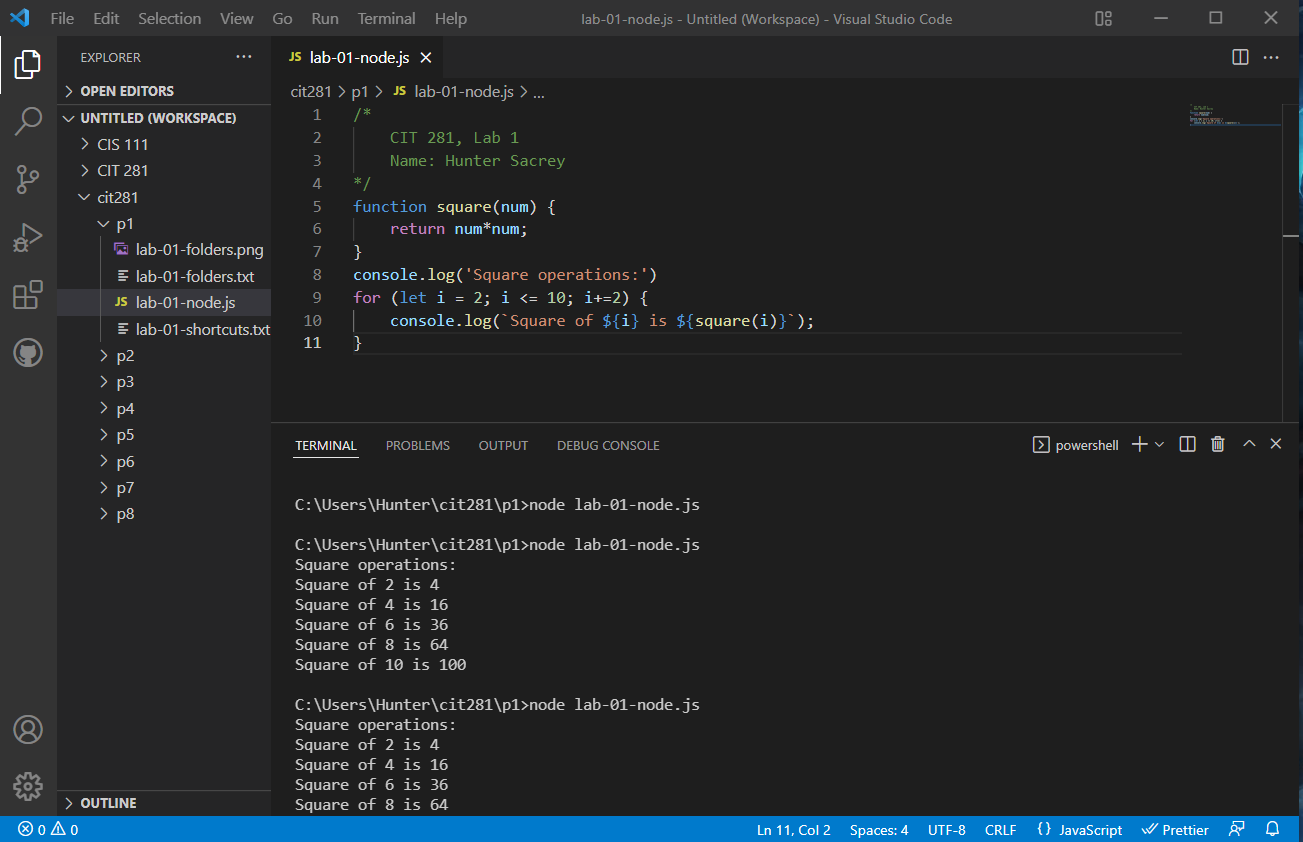 File Edit Selection View Go Run Terminal Help lab-01-node.js - Untitled (Workspace) - Visual Studio Code
EXPLORER
OPEN EDITORS
UNTITLED (WORKSPACE)
CIS 111
CIT 281
cit281
p1
lab-01-folders.png
lab-01-folders.txt
JS lab-01-node.js
lab-01-shortcuts.txt
p2
p3
p4
p5
p6
p7
p8
OUTLINE
JS lab-01-node.js
cit281 > p1 > JS lab-01-node.js > ...
1 /*
2 CIT 281, Lab 1
3 Name: Hunter Sacrey
4 */
5 function square(num) {
6 return num*num;
7 }
8 console.log('Square operations:')
9 for (let i = 2; i <= 10; i+=2) {
10 console.log(`Square of ${i} is ${square(i)}`);
11 }
TERMINAL PROBLEMS OUTPUT DEBUG CONSOLE powershell
C:\Users\Hunter\cit281\p1>node lab-01-node.js
C:\Users\Hunter\cit281\p1>node lab-01-node.js
Square operations:
Square of 2 is 4
Square of 4 is 16
Square of 6 is 36
Square of 8 is 64
Square of 10 is 100
C:\Users\Hunter\cit281\p1>node lab-01-node.js
Square operations:
Square of 2 is 4
Square of 4 is 16
Square of 6 is 36
Square of 8 is 64
0 0 Ln 11, Col 2 Spaces: 4 UTF-8 CRLF {} JavaScript Prettier